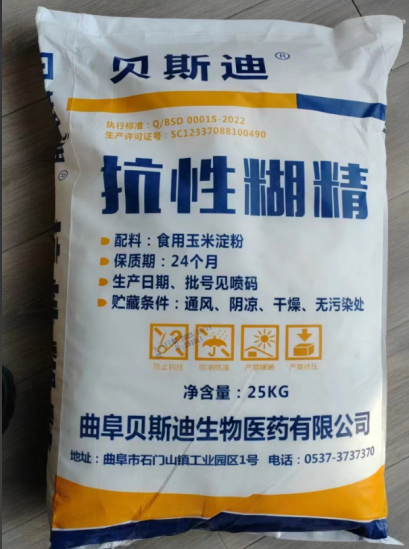 贝斯迪®
执行标准：Q/BSD 0001S-2022
生产许可证号：SC12337088100490
抗性糊精
配料：食用玉米淀粉
保质期：24个月
生产日期、批号见喷码
贮藏条件：通风、阴凉、干燥、无污染处
净含量：25KG
曲阜贝斯迪生物医药有限公司
地址：曲阜市石门山镇工业园区1号 电话：0537-3737370